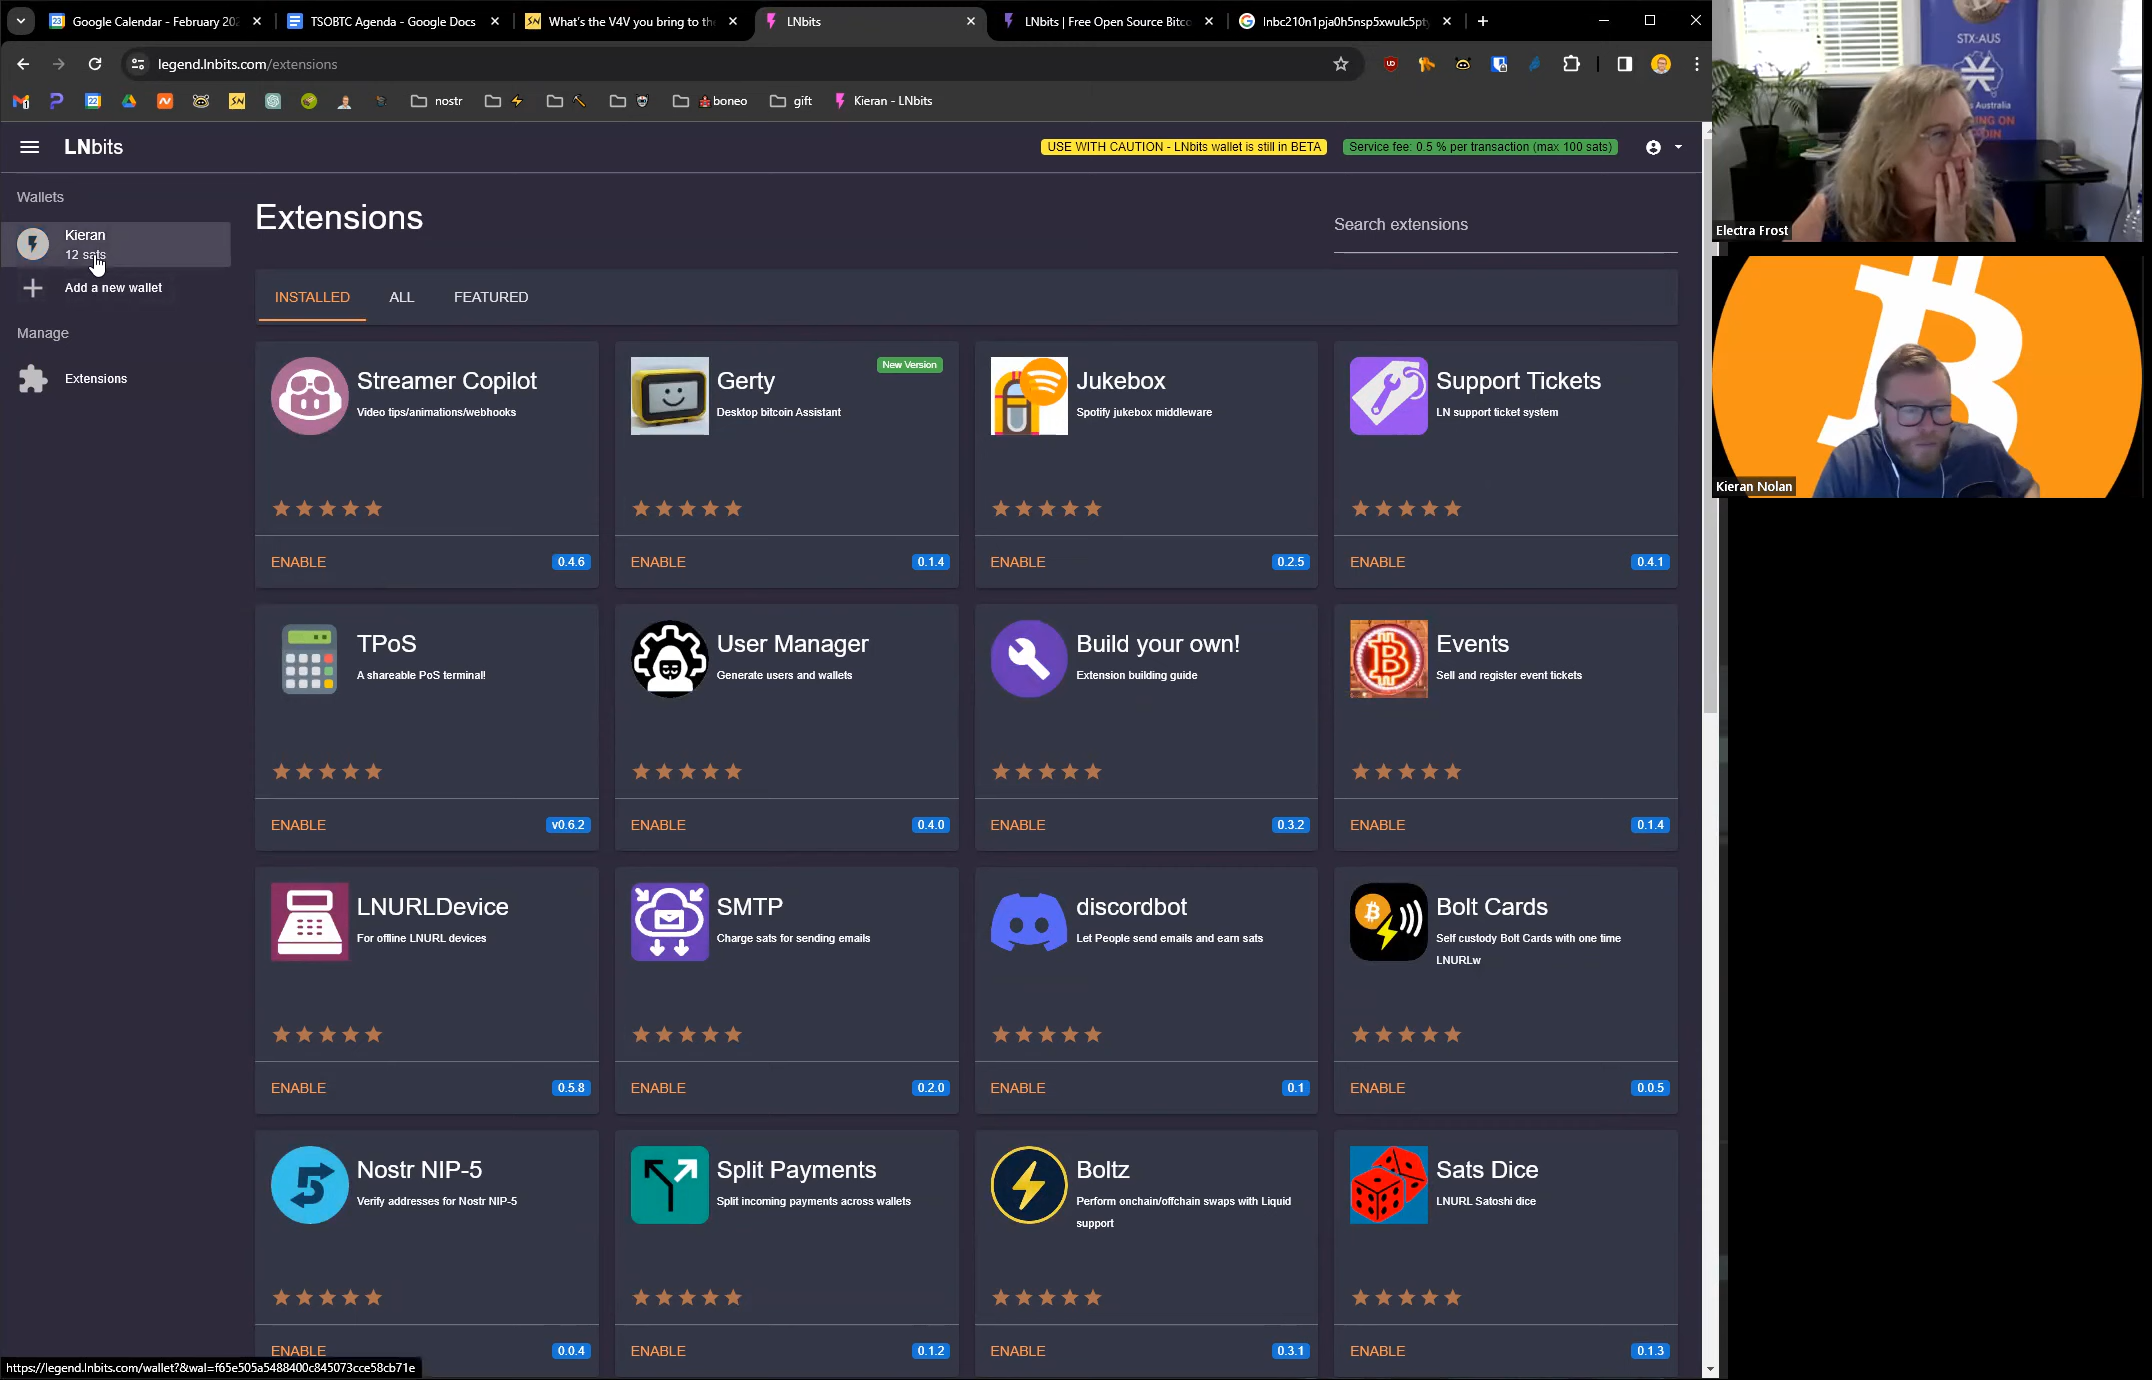 Google Calendar - February 202
TSOBTC Agenda - Google Docs
What's the V4V you bring to the
LNbits
LNbits | Free Open Source Bitco
lnbc210n1pja0h5nsp5xwulc5pty
legend.lnbits.com/extensions
nostr
boneo
gift
Kieran - LNbits
LNbits
USE WITH CAUTION - LNbits wallet is still in BETA
Service fee: 0.5 % per transaction (max 100 sats)
Wallets
Kieran
12 sats
Add a new wallet
Manage
Extensions
Extensions
Search extensions
INSTALLED
ALL
FEATURED
Streamer Copilot
Video tips/animations/webhooks
ENABLE
0.4.6
Gerty
New Version
Desktop bitcoin Assistant
ENABLE
0.1.4
Jukebox
Spotify jukebox middleware
ENABLE
0.2.5
Support Tickets
LN support ticket system
ENABLE
0.4.1
TPoS
A shareable PoS terminal!
ENABLE
v0.6.2
User Manager
Generate users and wallets
ENABLE
0.4.0
Build your own!
Extension building guide
ENABLE
0.3.2
Events
Sell and register event tickets
ENABLE
0.1.4
LNURLDevice
For offline LNURL devices
ENABLE
0.5.8
SMTP
Charge sats for sending emails
ENABLE
0.2.0
discordbot
Let People send emails and earn sats
ENABLE
0.1
Bolt Cards
Self custody Bolt Cards with one time
LNURLw
ENABLE
0.0.5
Nostr NIP-5
Verify addresses for Nostr NIP-5
ENABLE
0.0.4
Split Payments
Split incoming payments across wallets
ENABLE
0.1.2
Boltz
Perform onchain/offchain swaps with Liquid
support
ENABLE
0.3.1
Sats Dice
LNURL Satoshi dice
ENABLE
0.1.3
https://legend.lnbits.com/wallet?&wal=f65e505a5488400c845073cce58cb71e
STX:AUS
Australia
Electra Frost
Kieran Nolan